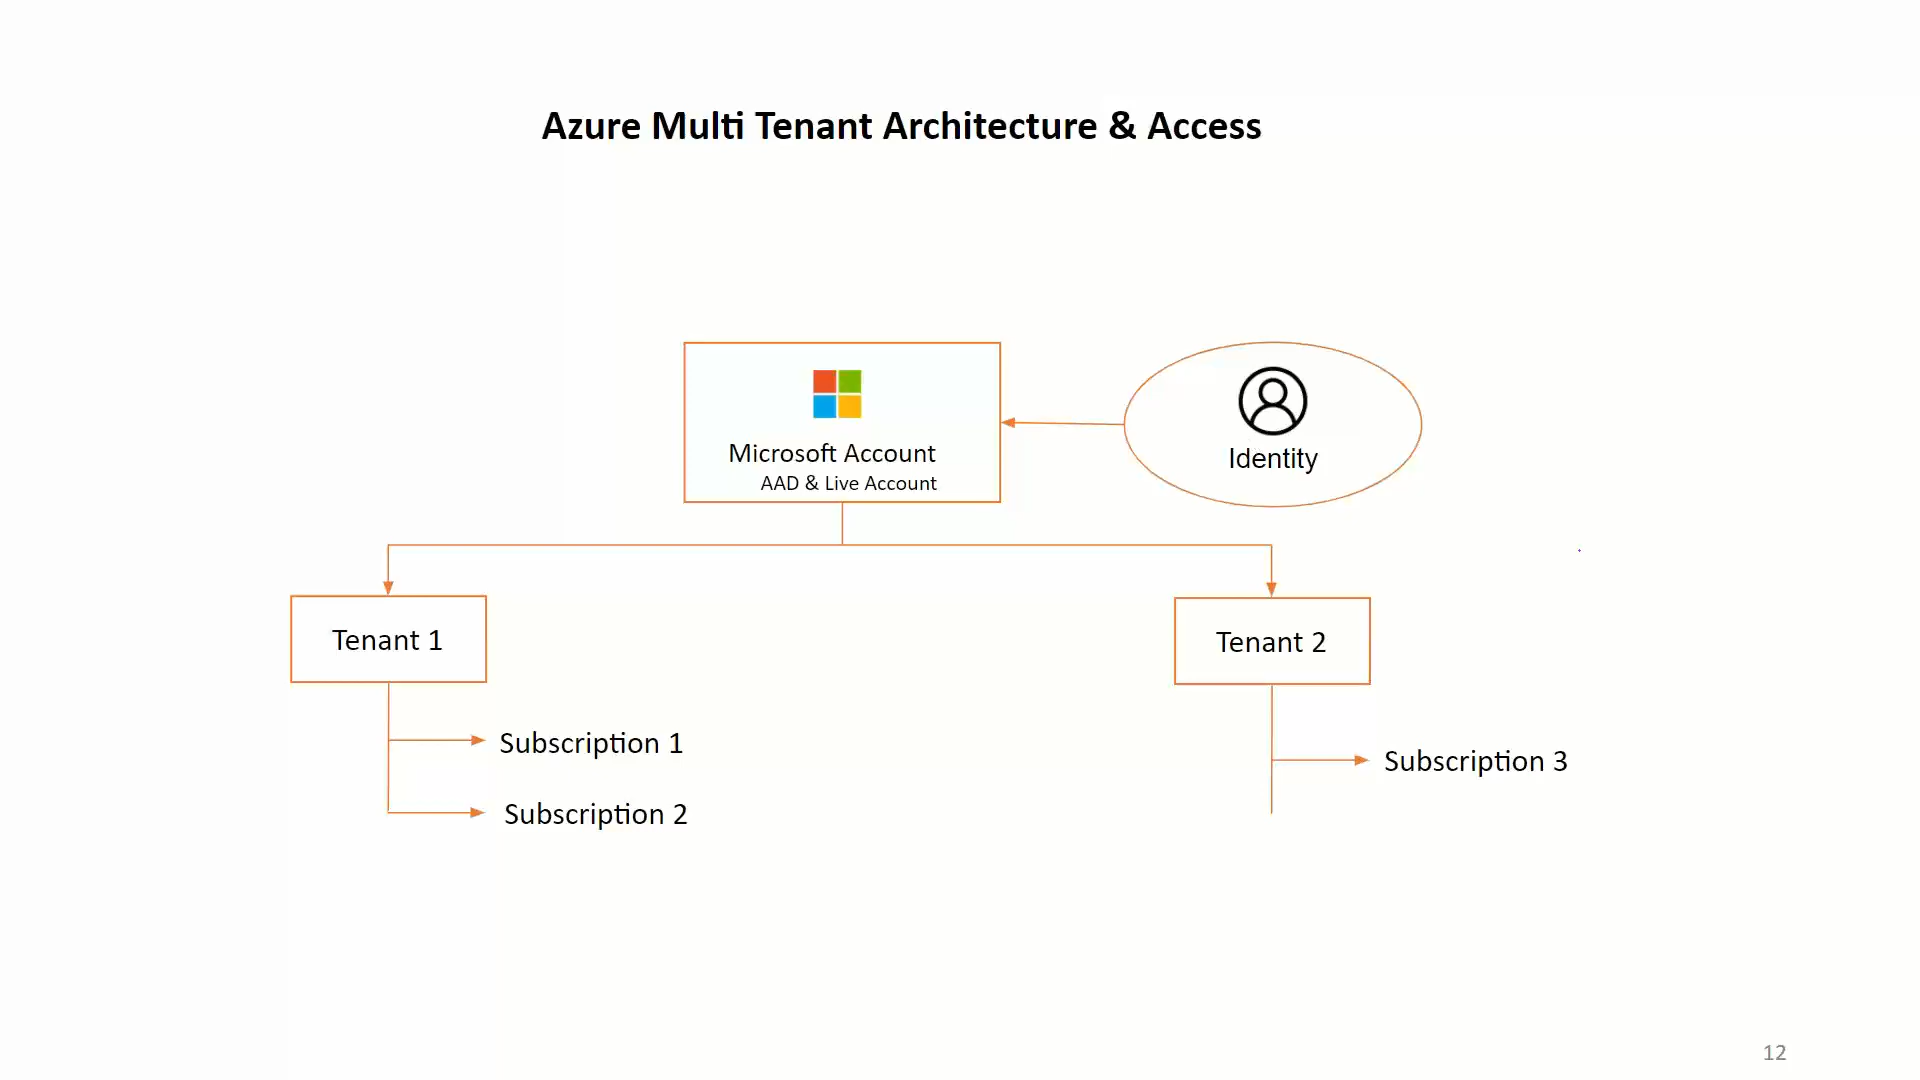 Azure Multi Tenant Architecture & Access
Microsoft Account
AAD & Live Account
Identity
Tenant 1
Tenant 2
Subscription 1
Subscription 3
Subscription 2
12